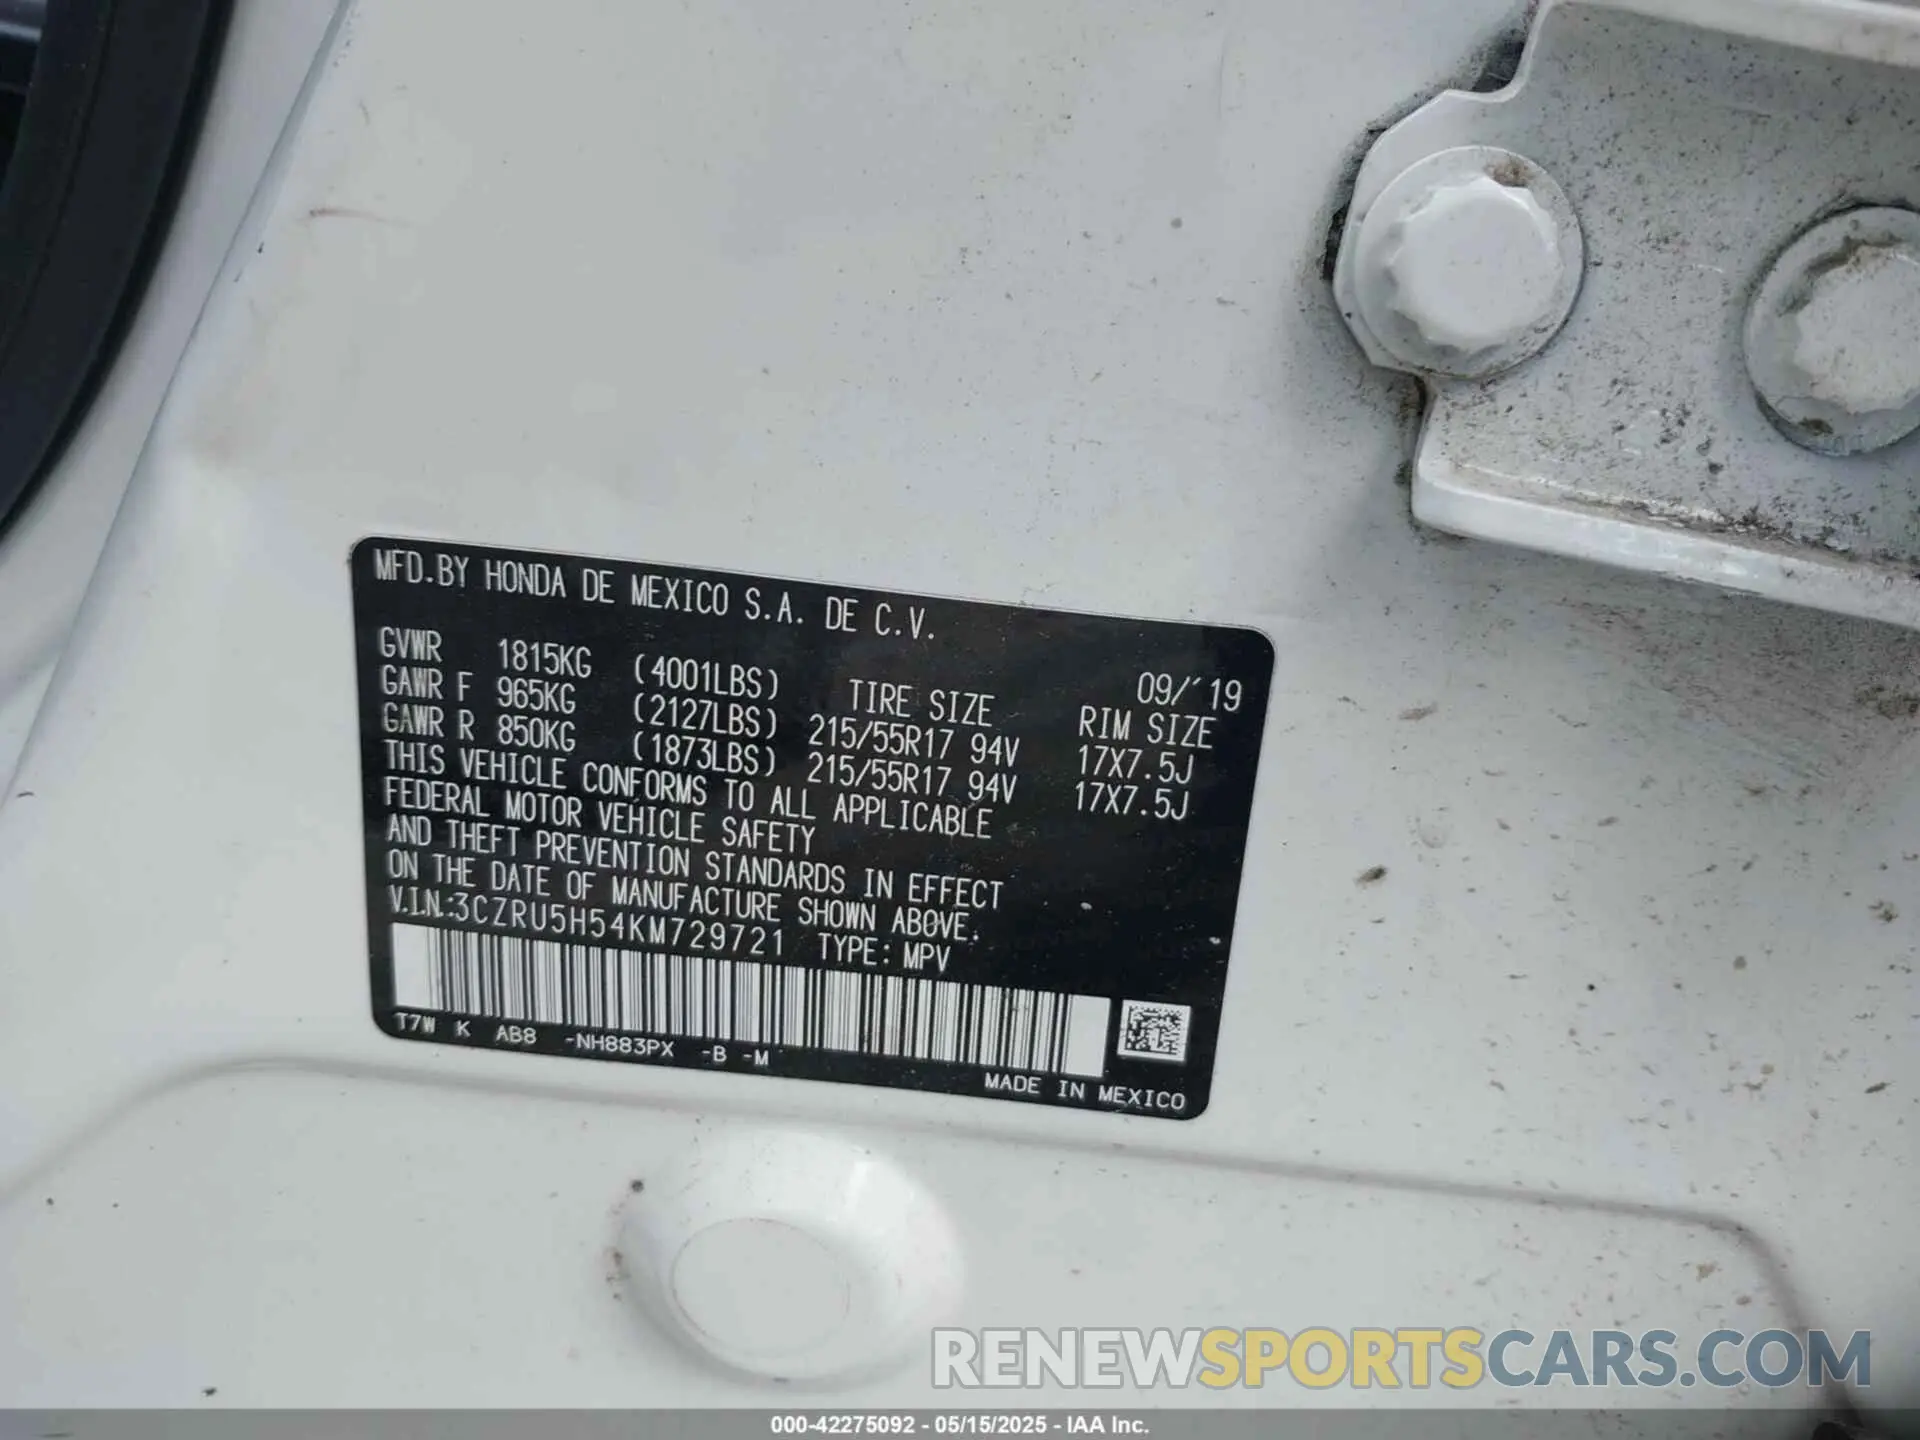 MFD.BY HONDA DE MEXICO S.A. DE C.V.
09/'19
GVWR 1815KG (4001LBS) TIRE SIZE RIM SIZE
GAWR F 965KG (2127LBS) 215/55R17 94V 17X7.5J
GAWR R 850KG (1873LBS) 215/55R17 94V 17X7.5J
THIS VEHICLE CONFORMS TO ALL APPLICABLE
FEDERAL MOTOR VEHICLE SAFETY
AND THEFT PREVENTION STANDARDS IN EFFECT
ON THE DATE OF MANUFACTURE SHOWN ABOVE.
V.I.N.:3CZRU5H54KM729721 TYPE: MPV
T7W K AB8 -NH883PX -B -M
MADE IN MEXICO
RENEWSPORTSCARS.COM
000-42275092 - 05/15/2025 - IAA Inc.